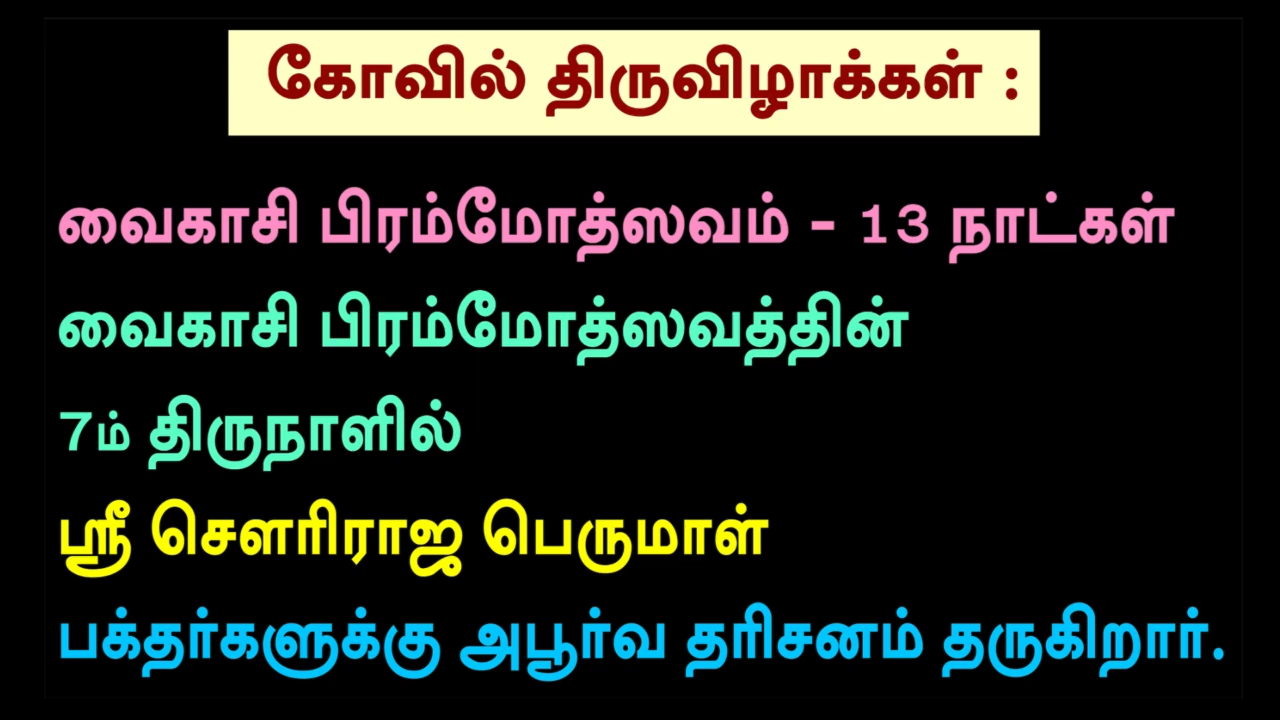 கோவில் திருவிழாக்கள் :
வைகாசி பிரம்மோத்ஸவம் - 13 நாட்கள்
வைகாசி பிரம்மோத்ஸவத்தின்
7ம் திருநாளில்
ஸ்ரீ சௌரிராஜ பெருமாள்
பக்தர்களுக்கு அபூர்வ தரிசனம் தருகிறார்.